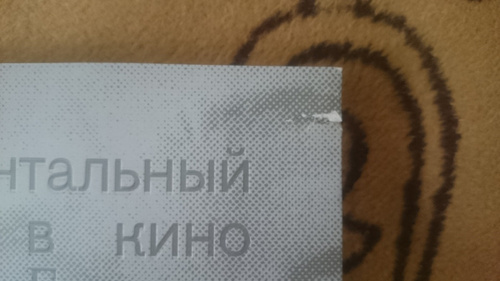 нтальный
в кино